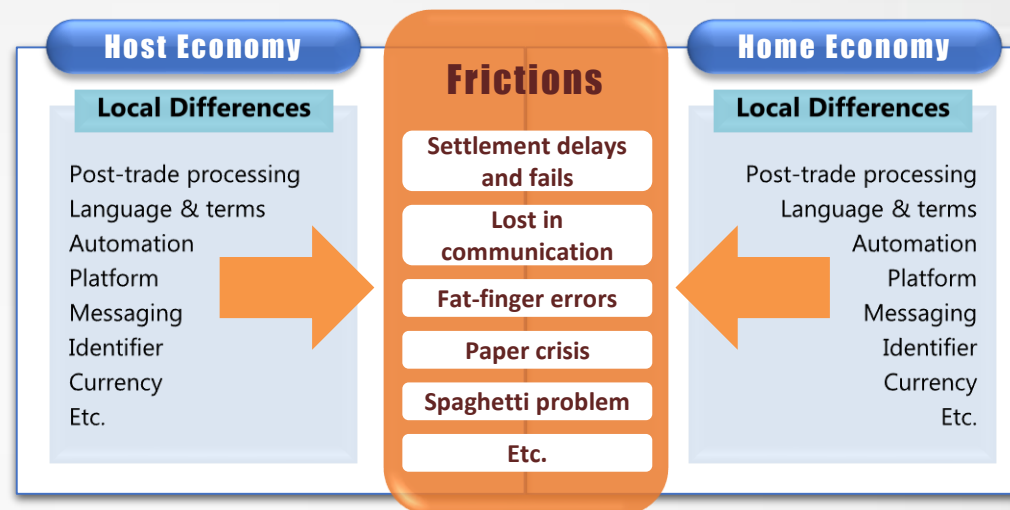 Host Economy
Local Differences
Post-trade processing
Language & terms
Automation
Platform
Messaging
Identifier
Currency
Etc.
Frictions
Settlement delays
and fails
Lost in
communication
Fat-finger errors
Paper crisis
Spaghetti problem
Etc.
Home Economy
Local Differences
Post-trade processing
Language & terms
Automation
Platform
Messaging
Identifier
Currency
Etc.